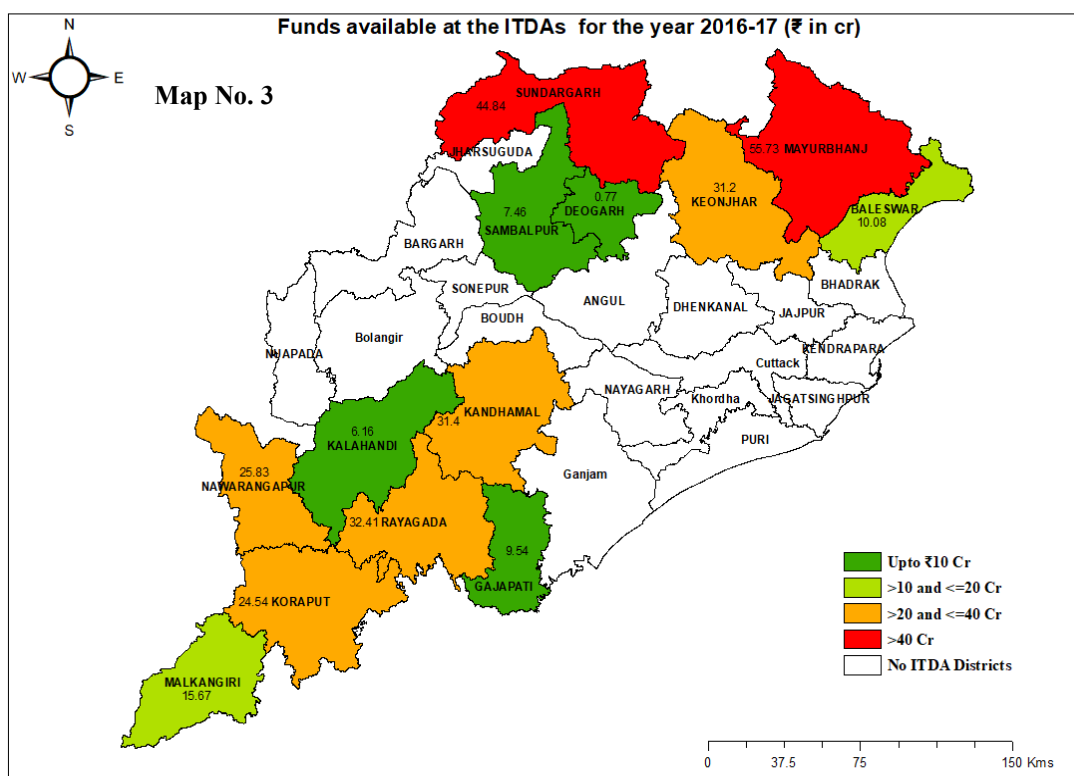 Funds available at the ITDAs for the year 2016-17 (₹ in cr)
N
W
E
S
Map No. 3
SUNDARGARH
44.84
JHARSUGUDA
55.73 MAYURBHANJ
0.77
DEOGARH
31.2
KEONJHAR
7.46
SAMBALPUR
BALESWAR
10.08
BARGARH
SONEPUR
ANGUL
DHENKANAL
BHADRAK
JAJPUR
BOUDH
Bolangir
NUAPADA
KENDRAPARA
Cuttack
NAYAGARH
Khordha
JAGATSINGHPUR
KANDHAMAL
31.4
6.16
KALAHANDI
PURI
25.83
NAWARANGAPUR
Ganjam
32.41 RAYAGADA
9.54
GAJAPATI
24.54 KORAPUT
MALKANGIRI
15.67
Upto ₹10 Cr
>10 and <=20 Cr
>20 and <=40 Cr
>40 Cr
No ITDA Districts
0 37.5 75 150 Kms